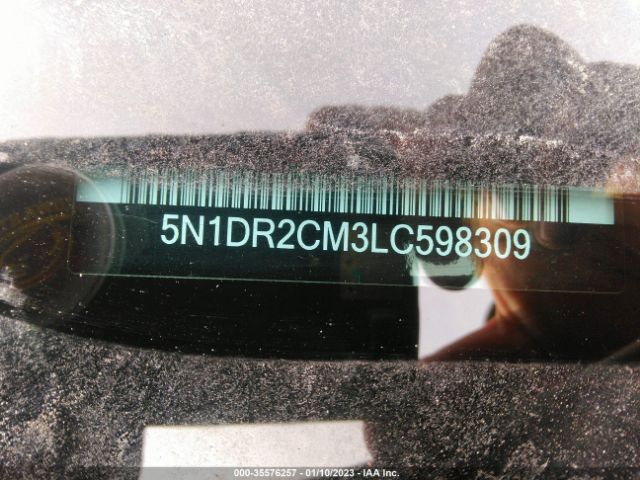 5N1DR2CM3LC598309
000-35576257 - 01/10/2023 - IAA Inc.